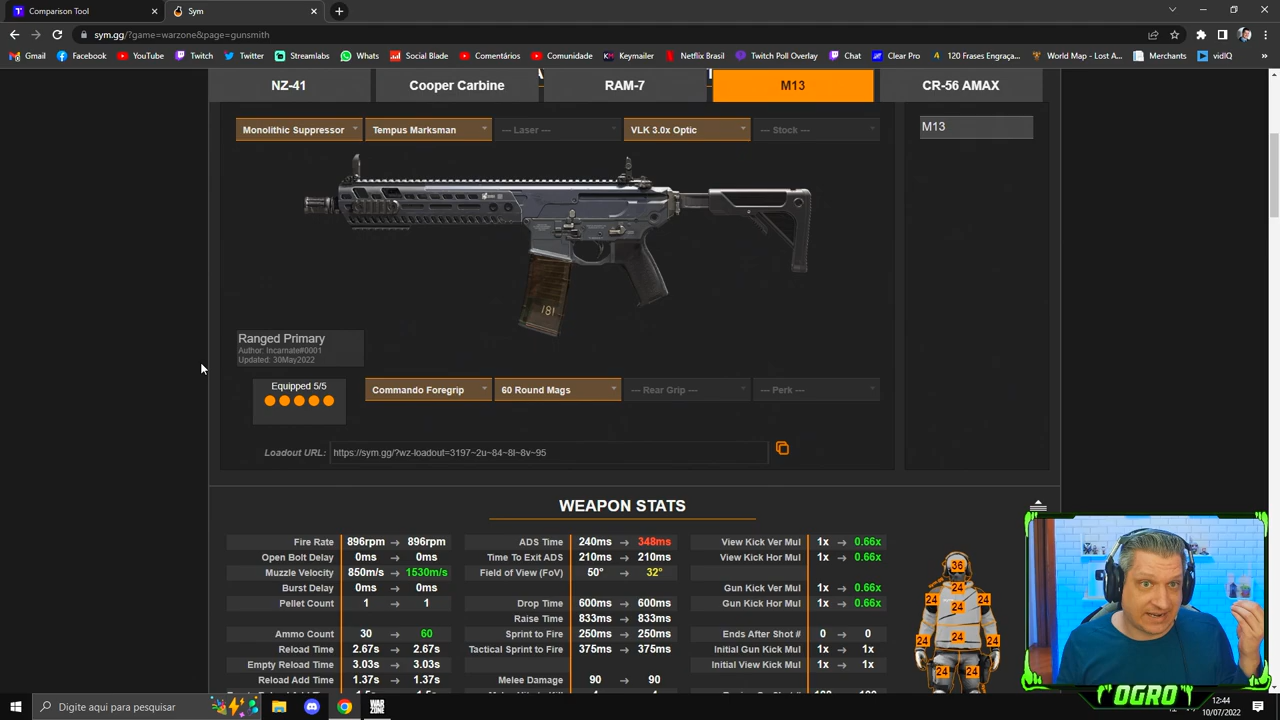 Comparison Tool
Sym
sym.gg/?game=warzone&page=gunsmith
Gmail Facebook YouTube Twitch Twitter Streamlabs Whats Social Blade Comentários Comunidade Keymailer Netflix Brasil Twitch Poll Overlay Chat Clear Pro 120 Frases Engraça... World Map - Lost A... Merchants vidIQ
NZ-41 Cooper Carbine RAM-7 M13 CR-56 AMAX
Monolithic Suppressor Tempus Marksman --- Laser --- VLK 3.0x Optic --- Stock ---
M13
Ranged Primary
Author: Incarnate#0001
Updated: 30May2022
Equipped 5/5
Commando Foregrip 60 Round Mags --- Rear Grip --- --- Perk ---
Loadout URL: https://sym.gg/?wz-loadout=3197~2u~84~8l~8v~95
WEAPON STATS
Fire Rate 896rpm → 896rpm ADS Time 240ms → 348ms View Kick Ver Mul 1x → 0.66x
Open Bolt Delay 0ms → 0ms Time To Exit ADS 210ms → 210ms View Kick Hor Mul 1x → 0.66x
Muzzle Velocity 850m/s → 1530m/s Field of View (FoV) 50° → 32°
Burst Delay 0ms → 0ms Gun Kick Ver Mul 1x → 0.66x
Pellet Count 1 → 1 Drop Time 600ms → 600ms Gun Kick Hor Mul 1x → 0.66x
Raise Time 833ms → 833ms
Ammo Count 30 → 60 Sprint to Fire 250ms → 250ms Ends After Shot # 0 → 0
Reload Time 2.67s → 2.67s Tactical Sprint to Fire 375ms → 375ms Initial Gun Kick Mul 1x → 1x
Empty Reload Time 3.03s → 3.03s Initial View Kick Mul 1x → 1x
Reload Add Time 1.37s → 1.37s Melee Damage 90 → 90
36
24
24 24
24
24 24 24
24 24
OGRO
Digite aqui para pesquisar
WAR ZONE
12:44
10/07/2022